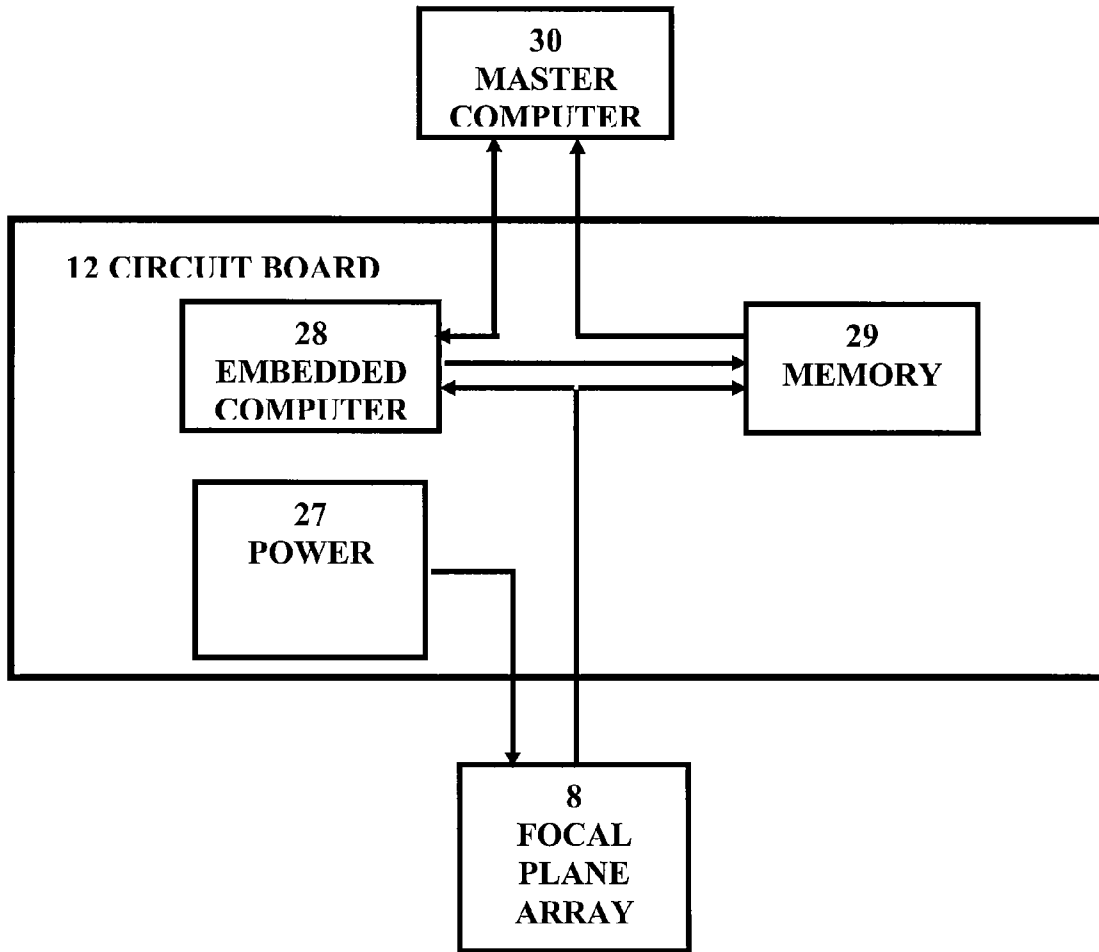 30
MASTER
COMPUTER
12 CIRCUIT BOARD
28
EMBEDDED
COMPUTER
29
MEMORY
27
POWER
8
FOCAL
PLANE
ARRAY